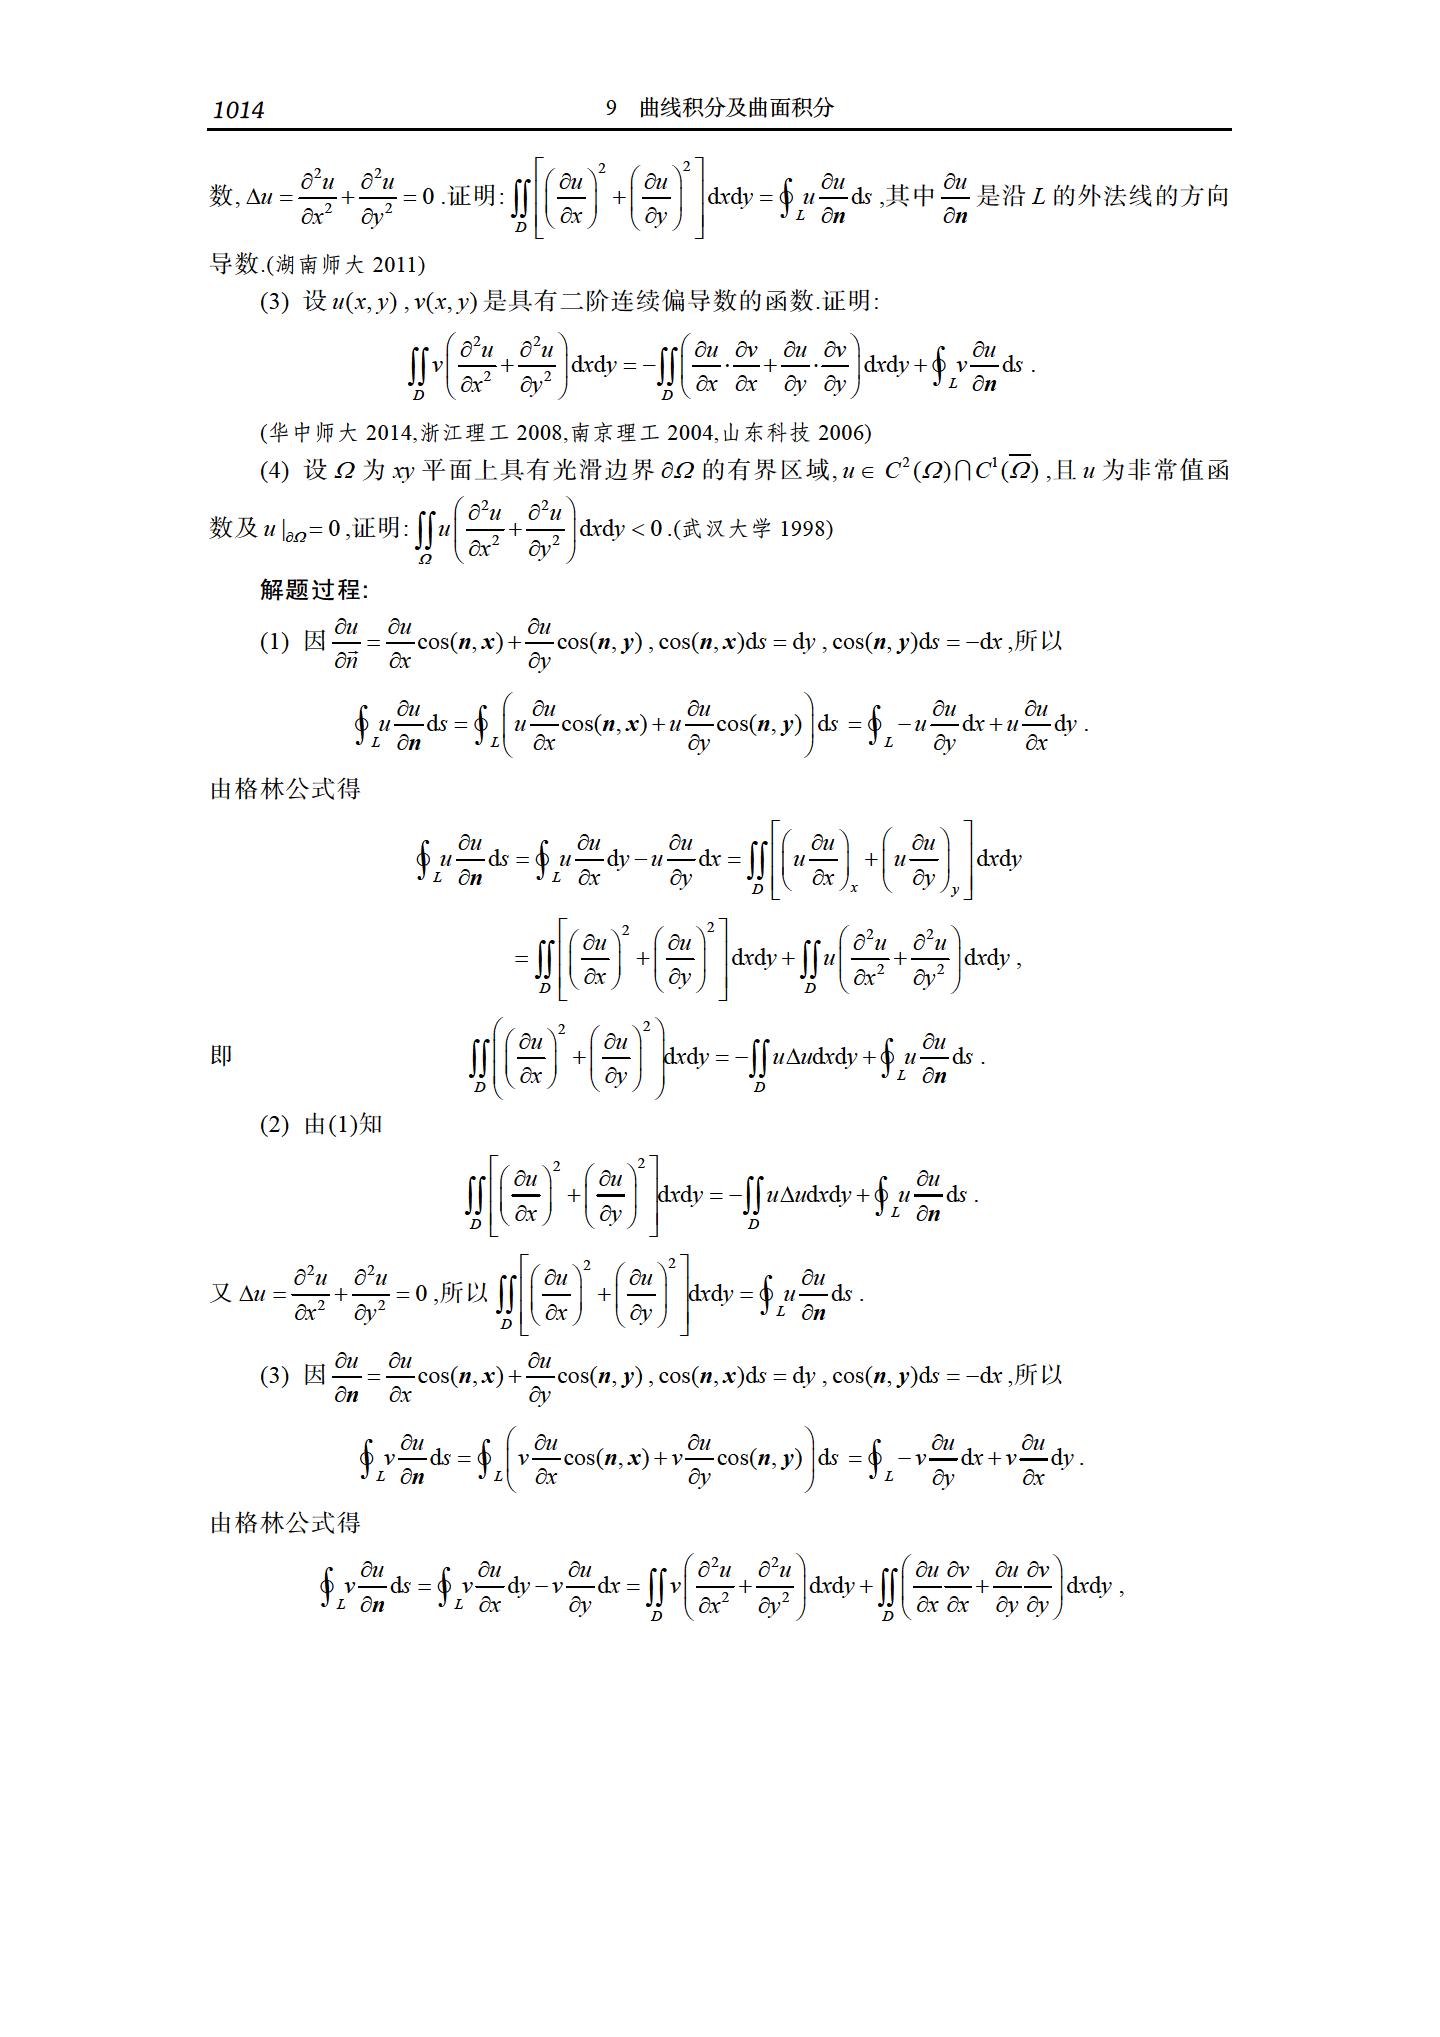 1014 9 曲线积分及曲面积分
数, $\Delta u = \frac{\partial^2 u}{\partial x^2} + \frac{\partial^2 u}{\partial y^2} = 0$ .证明: $\iint\limits_D \left[ \left( \frac{\partial u}{\partial x} \right)^2 + \left( \frac{\partial u}{\partial y} \right)^2 \right] \mathrm{d}x\mathrm{d}y = \oint_L u \frac{\partial u}{\partial \boldsymbol{n}} \mathrm{d}s$ ,其中 $\frac{\partial u}{\partial \boldsymbol{n}}$ 是沿 $L$ 的外法线的方向
导数.(湖南师大 2011)
(3) 设 $u(x, y)$ , $v(x, y)$ 是具有二阶连续偏导数的函数.证明:
$\iint\limits_D v \left( \frac{\partial^2 u}{\partial x^2} + \frac{\partial^2 u}{\partial y^2} \right) \mathrm{d}x\mathrm{d}y = -\iint\limits_D \left( \frac{\partial u}{\partial x} \cdot \frac{\partial v}{\partial x} + \frac{\partial u}{\partial y} \cdot \frac{\partial v}{\partial y} \right) \mathrm{d}x\mathrm{d}y + \oint_L v \frac{\partial u}{\partial \boldsymbol{n}} \mathrm{d}s$ .
(华中师大 2014,浙江理工 2008,南京理工 2004,山东科技 2006)
(4) 设 $\Omega$ 为 $xy$ 平面上具有光滑边界 $\partial\Omega$ 的有界区域, $u \in C^2(\Omega) \bigcap C^1(\overline{\Omega})$ ,且 $u$ 为非常值函
数及 $u|_{\partial\Omega} = 0$ ,证明: $\iint\limits_\Omega u \left( \frac{\partial^2 u}{\partial x^2} + \frac{\partial^2 u}{\partial y^2} \right) \mathrm{d}x\mathrm{d}y < 0$ .(武汉大学 1998)
解题过程:
(1) 因 $\frac{\partial u}{\partial \vec{n}} = \frac{\partial u}{\partial x} \cos(\boldsymbol{n}, \boldsymbol{x}) + \frac{\partial u}{\partial y} \cos(\boldsymbol{n}, \boldsymbol{y})$ , $\cos(\boldsymbol{n}, \boldsymbol{x})\mathrm{d}s = \mathrm{d}y$ , $\cos(\boldsymbol{n}, \boldsymbol{y})\mathrm{d}s = -\mathrm{d}x$ ,所以
$\oint_L u \frac{\partial u}{\partial \boldsymbol{n}} \mathrm{d}s = \oint_L \left( u \frac{\partial u}{\partial x} \cos(\boldsymbol{n}, \boldsymbol{x}) + u \frac{\partial u}{\partial y} \cos(\boldsymbol{n}, \boldsymbol{y}) \right) \mathrm{d}s = \oint_L -u \frac{\partial u}{\partial y} \mathrm{d}x + u \frac{\partial u}{\partial x} \mathrm{d}y$ .
由格林公式得
$\oint_L u \frac{\partial u}{\partial \boldsymbol{n}} \mathrm{d}s = \oint_L u \frac{\partial u}{\partial x} \mathrm{d}y - u \frac{\partial u}{\partial y} \mathrm{d}x = \iint\limits_D \left[ \left( u \frac{\partial u}{\partial x} \right)_x + \left( u \frac{\partial u}{\partial y} \right)_y \right] \mathrm{d}x\mathrm{d}y$
$= \iint\limits_D \left[ \left( \frac{\partial u}{\partial x} \right)^2 + \left( \frac{\partial u}{\partial y} \right)^2 \right] \mathrm{d}x\mathrm{d}y + \iint\limits_D u \left( \frac{\partial^2 u}{\partial x^2} + \frac{\partial^2 u}{\partial y^2} \right) \mathrm{d}x\mathrm{d}y$ ,
即 $\iint\limits_D \left( \left( \frac{\partial u}{\partial x} \right)^2 + \left( \frac{\partial u}{\partial y} \right)^2 \right) \mathrm{d}x\mathrm{d}y = -\iint\limits_D u \Delta u \mathrm{d}x\mathrm{d}y + \oint_L u \frac{\partial u}{\partial \boldsymbol{n}} \mathrm{d}s$ .
(2) 由(1)知
$\iint\limits_D \left[ \left( \frac{\partial u}{\partial x} \right)^2 + \left( \frac{\partial u}{\partial y} \right)^2 \right] \mathrm{d}x\mathrm{d}y = -\iint\limits_D u \Delta u \mathrm{d}x\mathrm{d}y + \oint_L u \frac{\partial u}{\partial \boldsymbol{n}} \mathrm{d}s$ .
又 $\Delta u = \frac{\partial^2 u}{\partial x^2} + \frac{\partial^2 u}{\partial y^2} = 0$ ,所以 $\iint\limits_D \left[ \left( \frac{\partial u}{\partial x} \right)^2 + \left( \frac{\partial u}{\partial y} \right)^2 \right] \mathrm{d}x\mathrm{d}y = \oint_L u \frac{\partial u}{\partial \boldsymbol{n}} \mathrm{d}s$ .
(3) 因 $\frac{\partial u}{\partial \boldsymbol{n}} = \frac{\partial u}{\partial x} \cos(\boldsymbol{n}, \boldsymbol{x}) + \frac{\partial u}{\partial y} \cos(\boldsymbol{n}, \boldsymbol{y})$ , $\cos(\boldsymbol{n}, \boldsymbol{x})\mathrm{d}s = \mathrm{d}y$ , $\cos(\boldsymbol{n}, \boldsymbol{y})\mathrm{d}s = -\mathrm{d}x$ ,所以
$\oint_L v \frac{\partial u}{\partial \boldsymbol{n}} \mathrm{d}s = \oint_L \left( v \frac{\partial u}{\partial x} \cos(\boldsymbol{n}, \boldsymbol{x}) + v \frac{\partial u}{\partial y} \cos(\boldsymbol{n}, \boldsymbol{y}) \right) \mathrm{d}s = \oint_L -v \frac{\partial u}{\partial y} \mathrm{d}x + v \frac{\partial u}{\partial x} \mathrm{d}y$ .
由格林公式得
$\oint_L v \frac{\partial u}{\partial \boldsymbol{n}} \mathrm{d}s = \oint_L v \frac{\partial u}{\partial x} \mathrm{d}y - v \frac{\partial u}{\partial y} \mathrm{d}x = \iint\limits_D v \left( \frac{\partial^2 u}{\partial x^2} + \frac{\partial^2 u}{\partial y^2} \right) \mathrm{d}x\mathrm{d}y + \iint\limits_D \left( \frac{\partial u}{\partial x} \frac{\partial v}{\partial x} + \frac{\partial u}{\partial y} \frac{\partial v}{\partial y} \right) \mathrm{d}x\mathrm{d}y$ ,